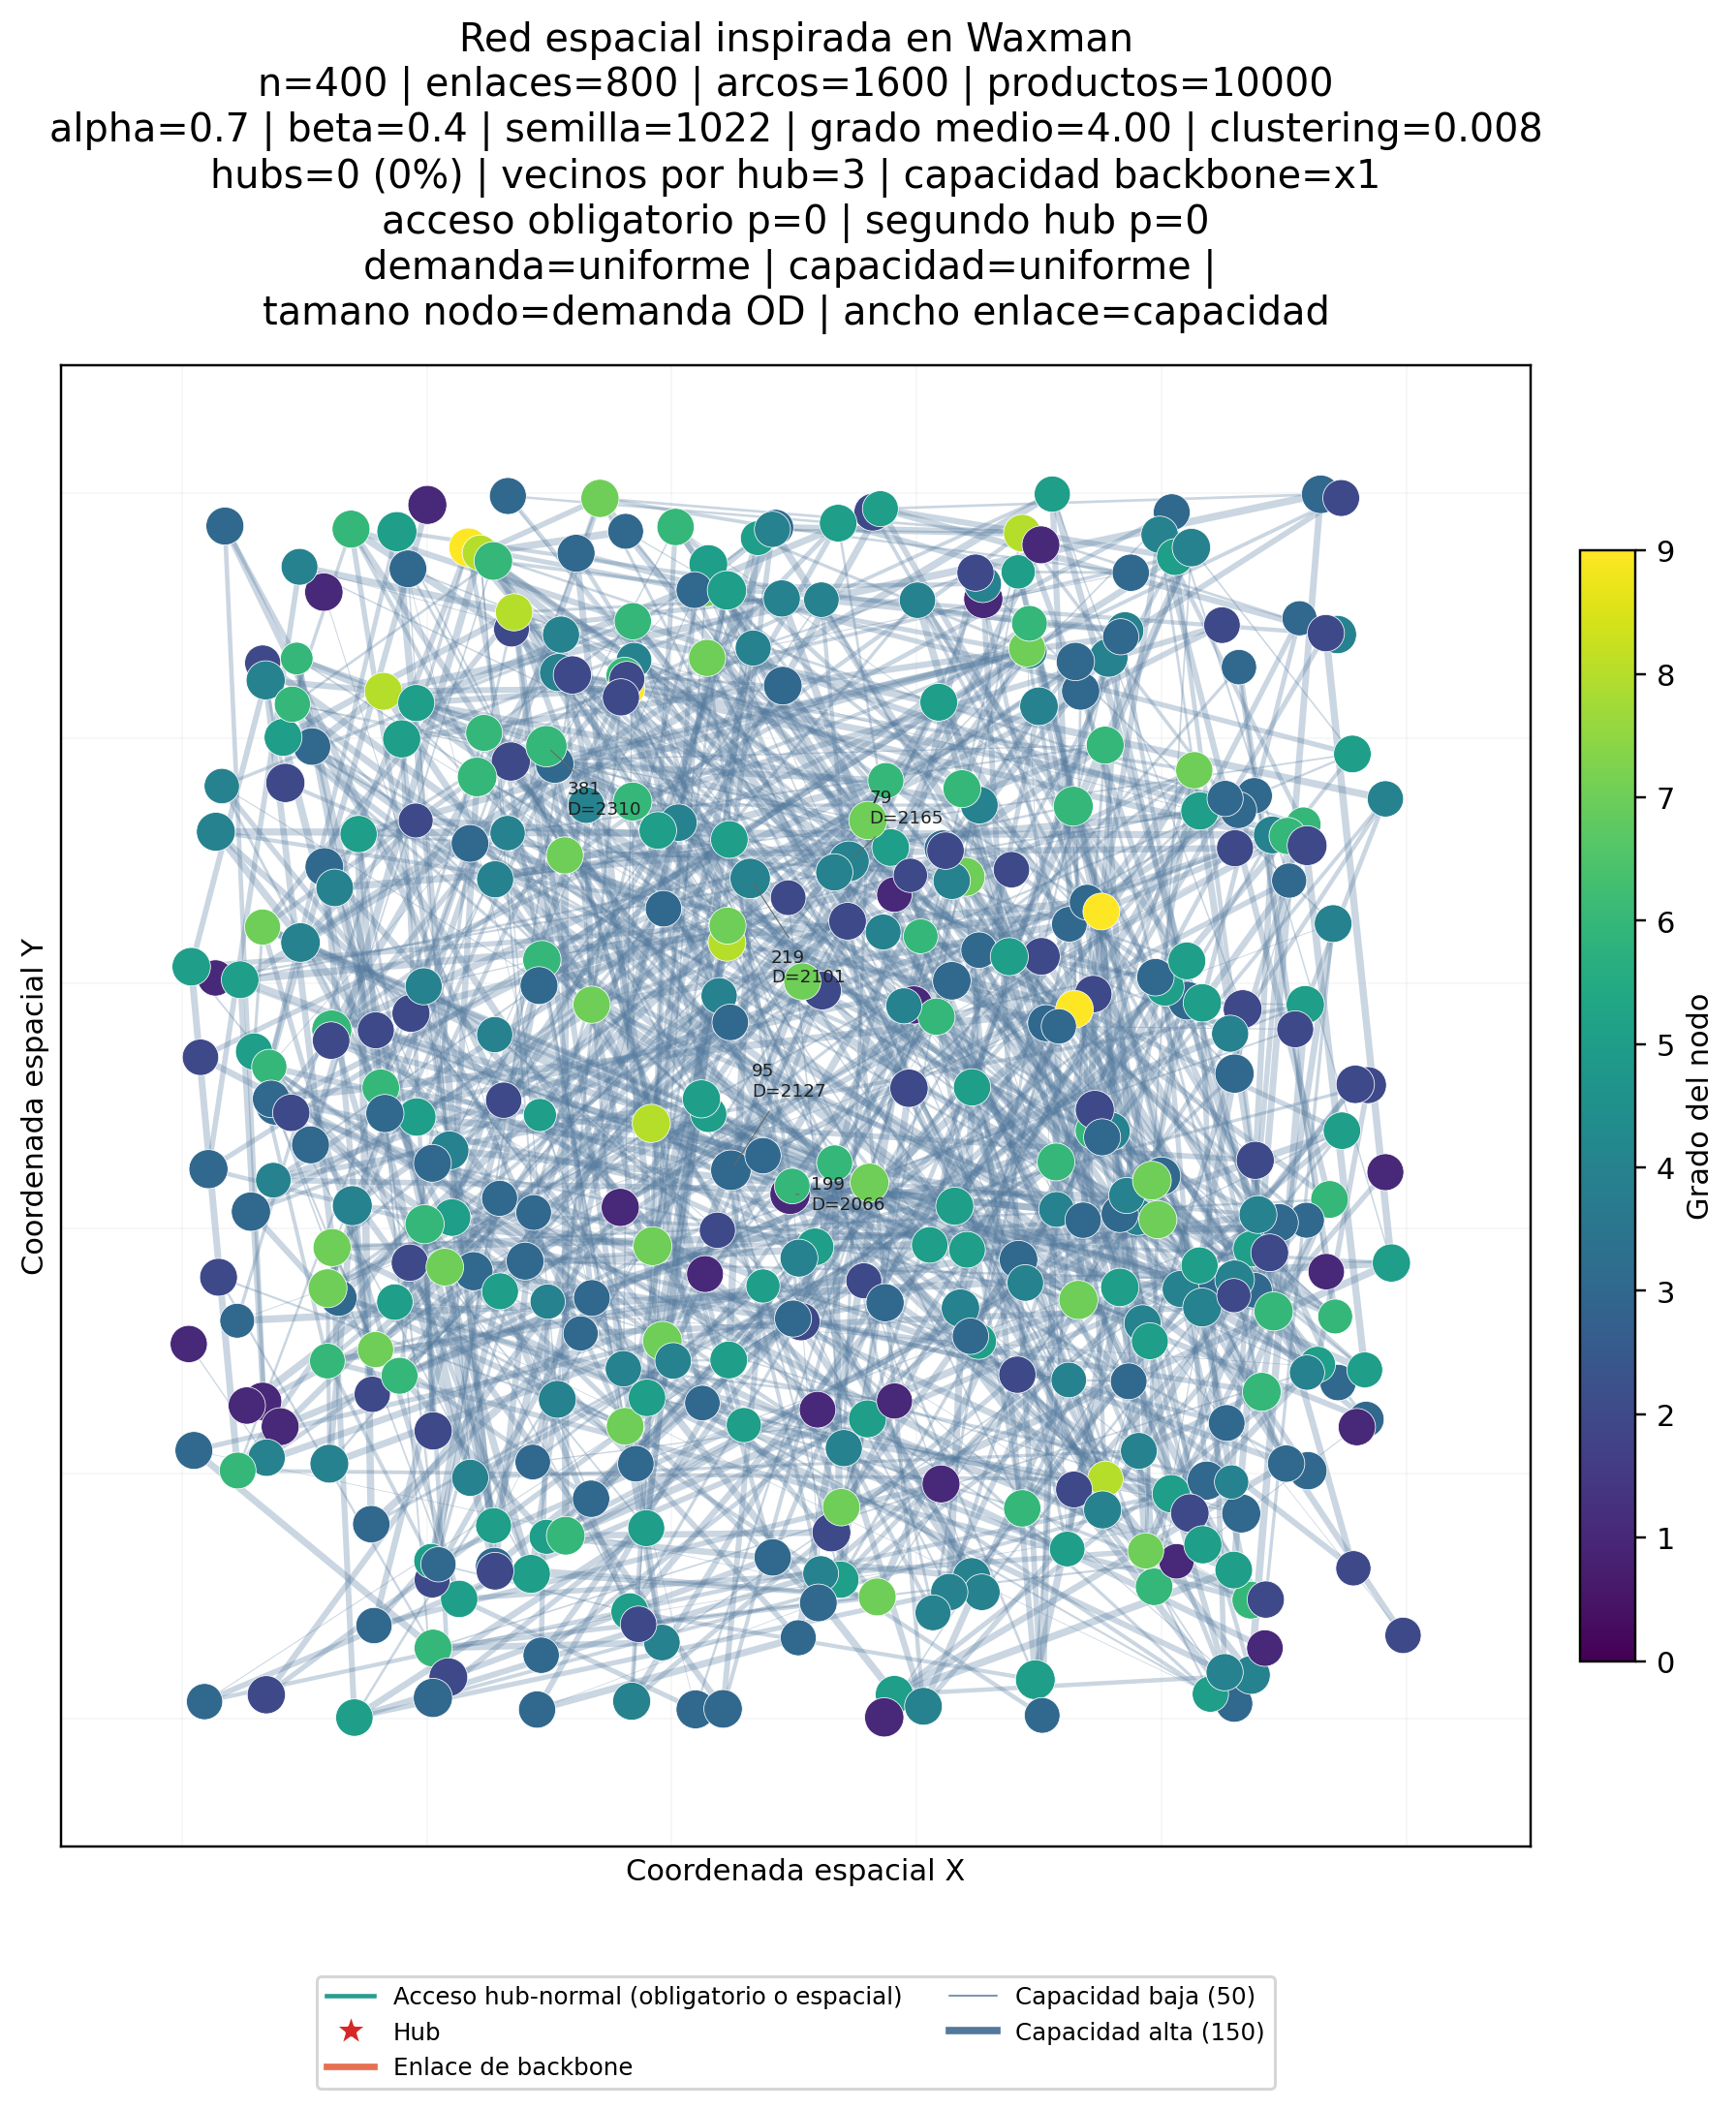 Red espacial inspirada en Waxman
n=400 | enlaces=800 | arcos=1600 | productos=10000
alpha=0.7 | beta=0.4 | semilla=1022 | grado medio=4.00 | clustering=0.008
hubs=0 (0%) | vecinos por hub=3 | capacidad backbone=x1
acceso obligatorio p=0 | segundo hub p=0
demanda=uniforme | capacidad=uniforme |
tamano nodo=demanda OD | ancho enlace=capacidad
Coordenada espacial Y
381
D=2310
79
D=2165
219
D=2101
95
D=2127
199
D=2066
Coordenada espacial X
9
8
7
6
5
4
3
2
1
0
Grado del nodo
Acceso hub-normal (obligatorio o espacial)
Hub
Enlace de backbone
Capacidad baja (50)
Capacidad alta (150)